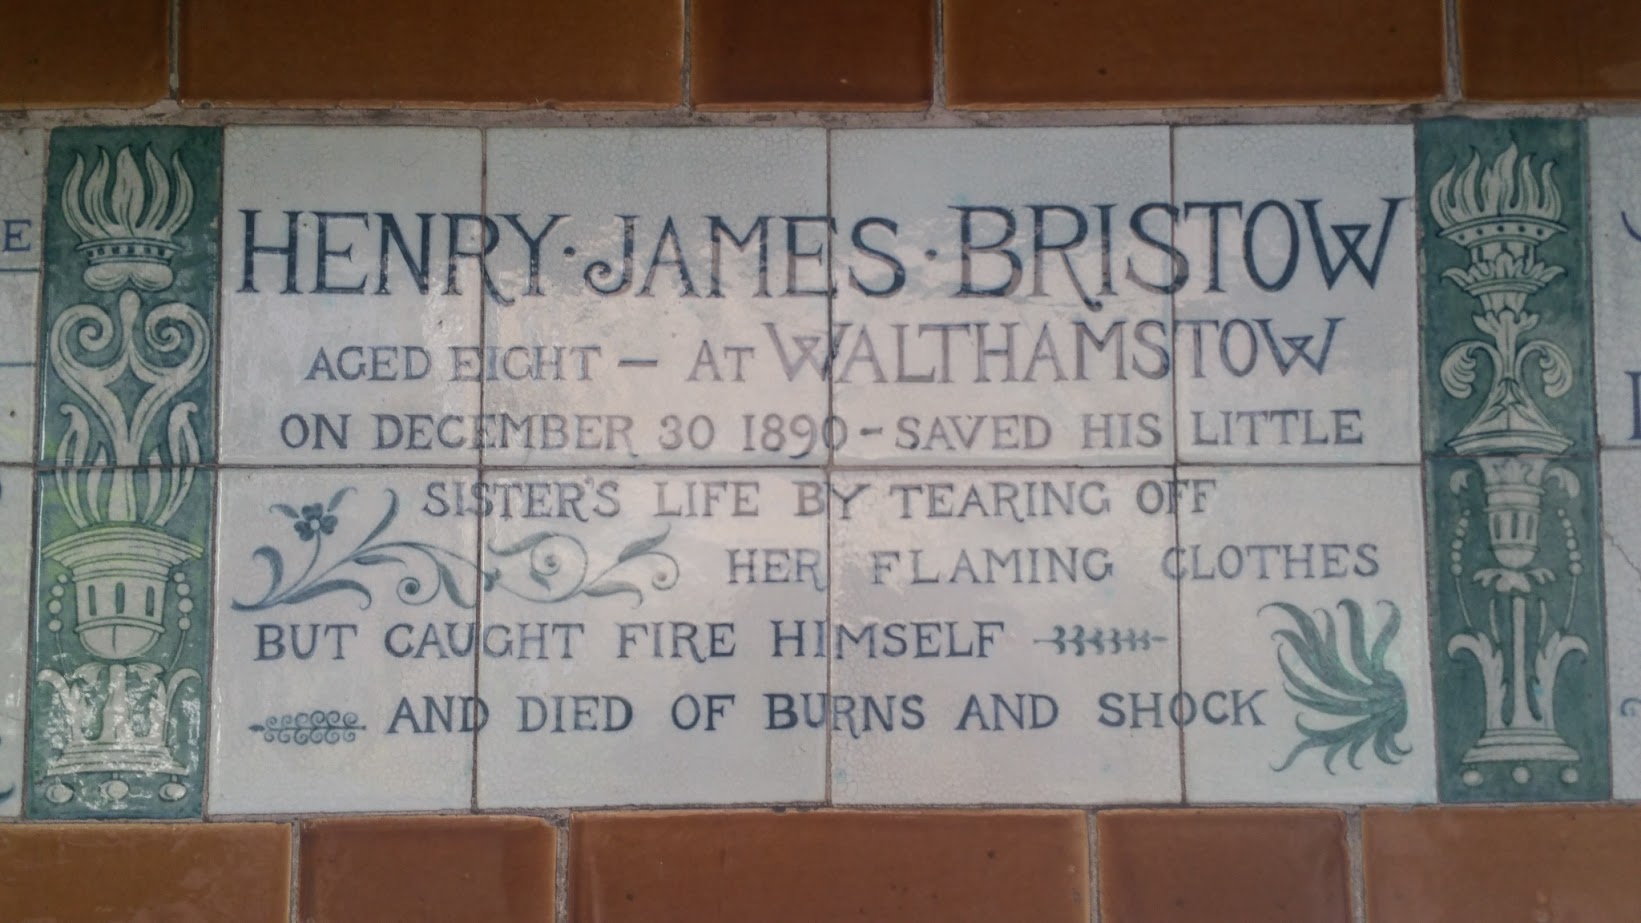 HENRY·JAMES·BRISTOW
AGED EIGHT — AT WALTHAMSTOW
ON DECEMBER 30 1890 - SAVED HIS LITTLE
SISTER'S LIFE BY TEARING OFF
HER FLAMING CLOTHES
BUT CAUGHT FIRE HIMSELF
AND DIED OF BURNS AND SHOCK